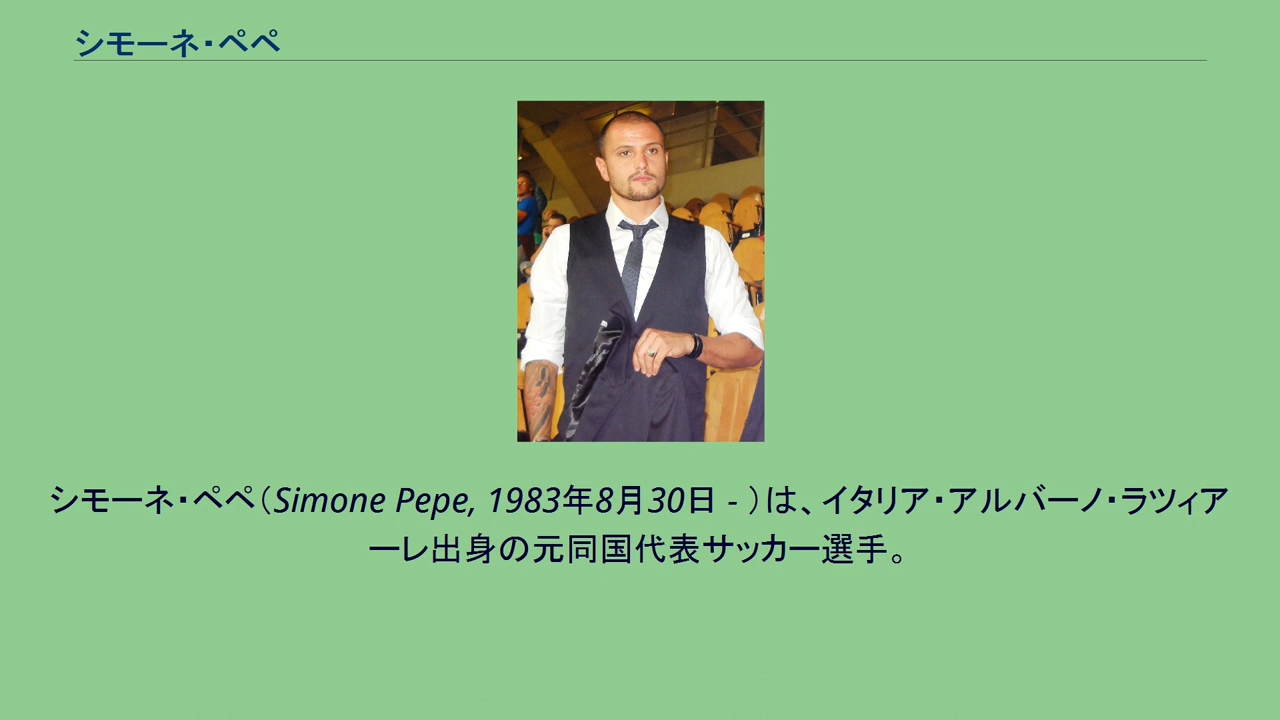 シモーネ・ペペ
シモーネ・ペペ（Simone Pepe, 1983年8月30日 - ）は、イタリア・アルバーノ・ラツィア
ーレ出身の元同国代表サッカー選手。